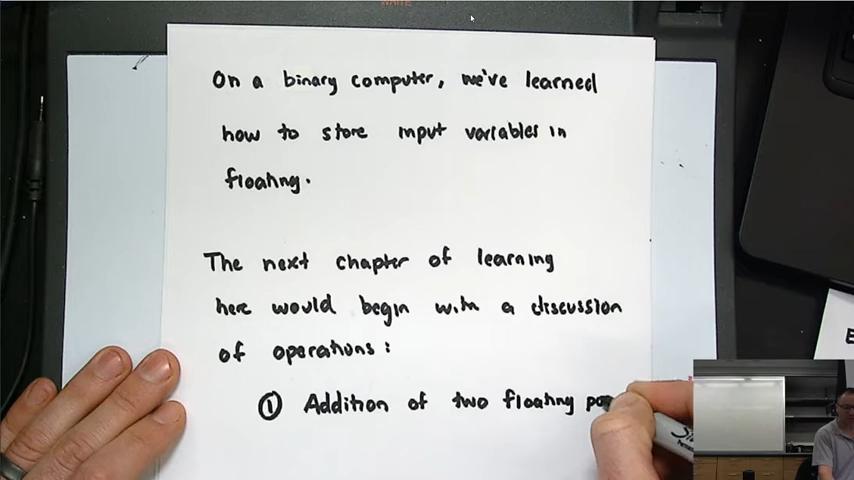 On a binary computer, we've learned
how to store input variables in
floating.
The next chapter of learning
here would begin with a discussion
of operations:
① Addition of two floating po